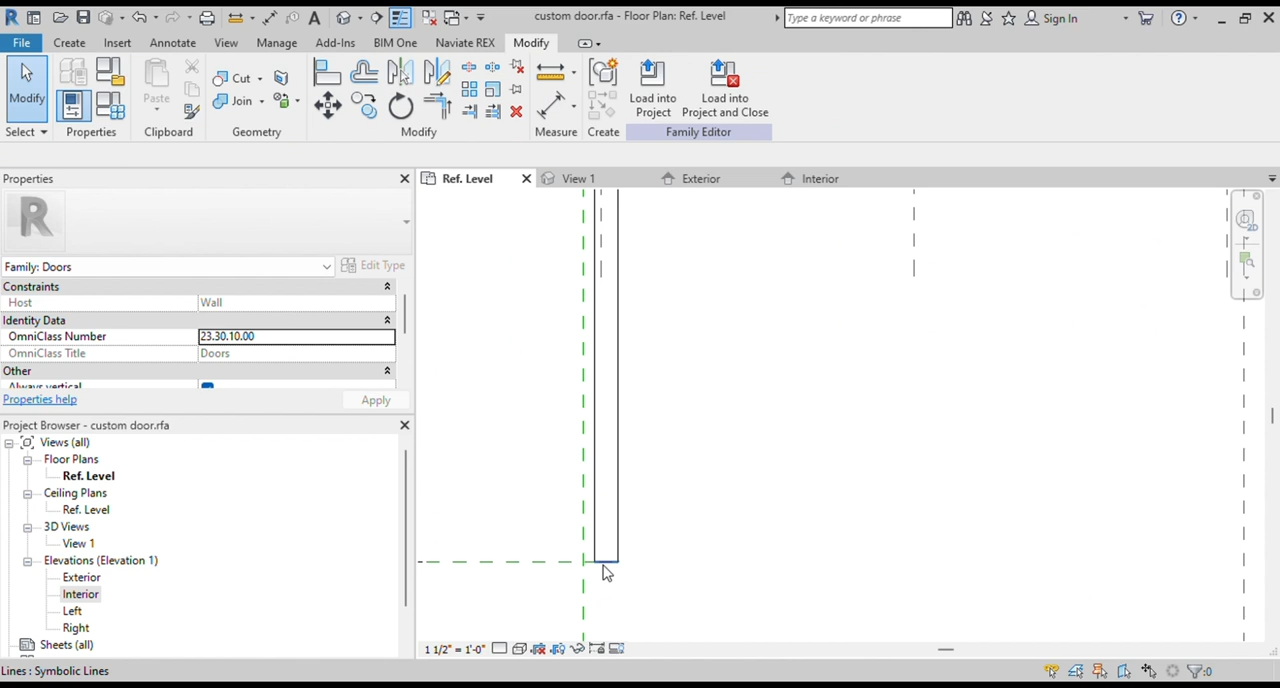 custom door.rfa - Floor Plan: Ref. Level
Type a keyword or phrase
Sign In
File
Create
Insert
Annotate
View
Manage
Add-Ins
BIM One
Naviate REX
Modify
Modify
Paste
Cut
Join
Load into
Project
Load into
Project and Close
Select
Properties
Clipboard
Geometry
Modify
Measure
Create
Family Editor
Properties
Ref. Level
View 1
Exterior
Interior
Family: Doors
Edit Type
Constraints
Host
Wall
Identity Data
OmniClass Number
23.30.10.00
OmniClass Title
Doors
Other
Always vertical
Properties help
Apply
Project Browser - custom door.rfa
Views (all)
Floor Plans
Ref. Level
Ceiling Plans
Ref. Level
3D Views
View 1
Elevations (Elevation 1)
Exterior
Interior
Left
Right
Sheets (all)
1 1/2" = 1'-0"
Lines : Symbolic Lines
:0
2D